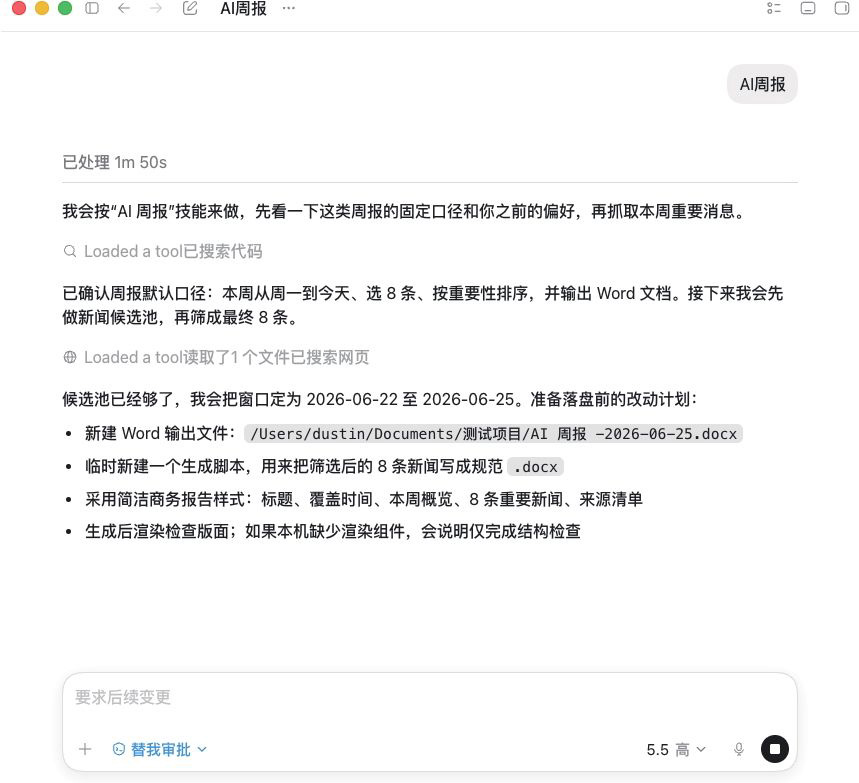 AI周报 ···
AI周报
已处理 1m 50s
我会按“AI 周报”技能来做，先看一下这类周报的固定口径和你之前的偏好，再抓取本周重要消息。
Loaded a tool已搜索代码
已确认周报默认口径：本周从周一到今天、选 8 条、按重要性排序，并输出 Word 文档。接下来我会先
做新闻候选池，再筛成最终 8 条。
Loaded a tool读取了1 个文件已搜索网页
候选池已经够了，我会把窗口定为 2026-06-22 至 2026-06-25。准备落盘前的改动计划：
• 新建 Word 输出文件： /Users/dustin/Documents/测试项目/AI 周报 -2026-06-25.docx
• 临时新建一个生成脚本，用来把筛选后的 8 条新闻写成规范 .docx
• 采用简洁商务报告样式：标题、覆盖时间、本周概览、8 条重要新闻、来源清单
• 生成后渲染检查版面；如果本机缺少渲染组件，会说明仅完成结构检查
要求后续变更
替我审批 5.5 高